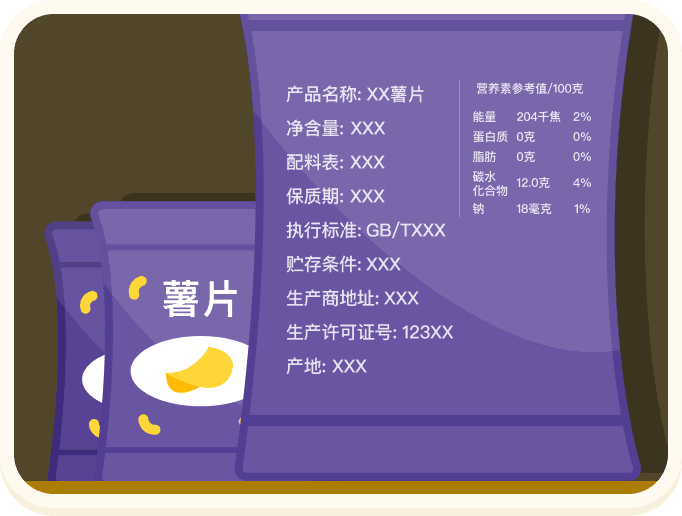 产品名称: XX薯片
净含量: XXX
配料表: XXX
保质期: XXX
执行标准: GB/TXXX
贮存条件: XXX
生产商地址: XXX
生产许可证号: 123XX
产地: XXX
营养素参考值/100克
能量 204千焦 2%
蛋白质 0克 0%
脂肪 0克 0%
碳水
化合物 12.0克 4%
钠 18毫克 1%
薯片